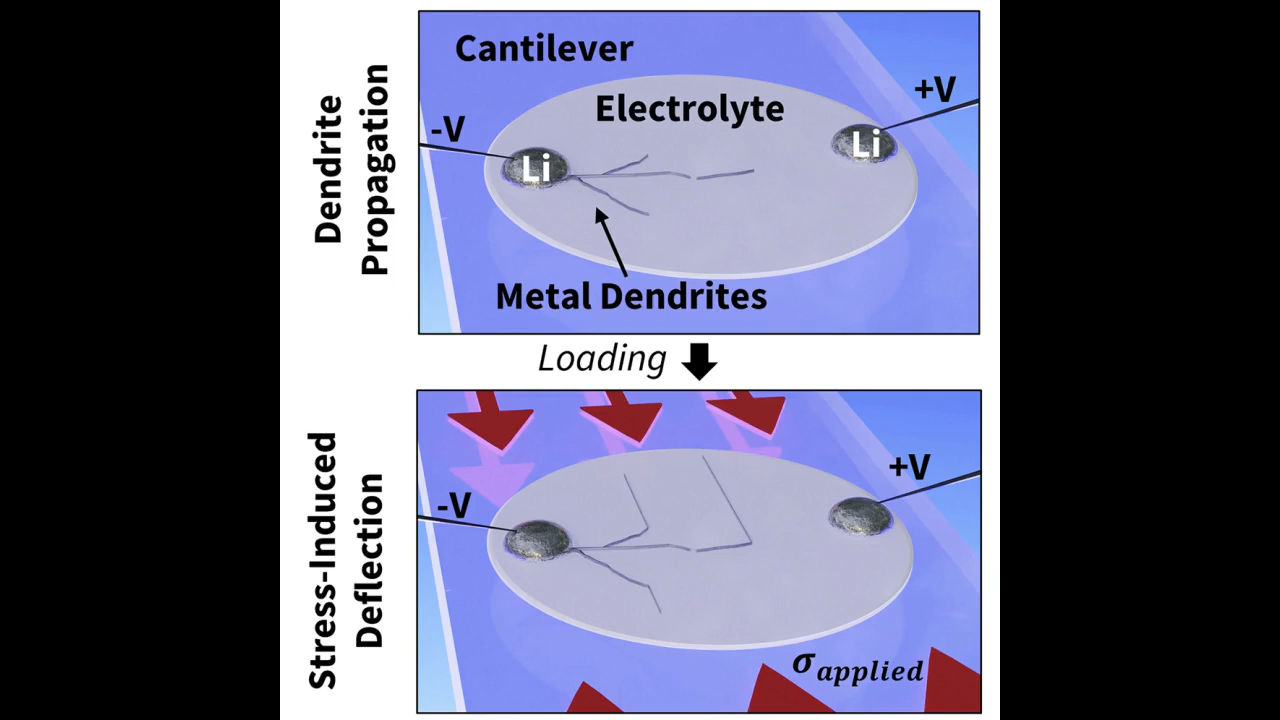 Dendrite
Propagation
Cantilever
Electrolyte
+V
-V
Li
Li
Metal Dendrites
Loading
Stress-Induced
Deflection
+V
-V
σapplied